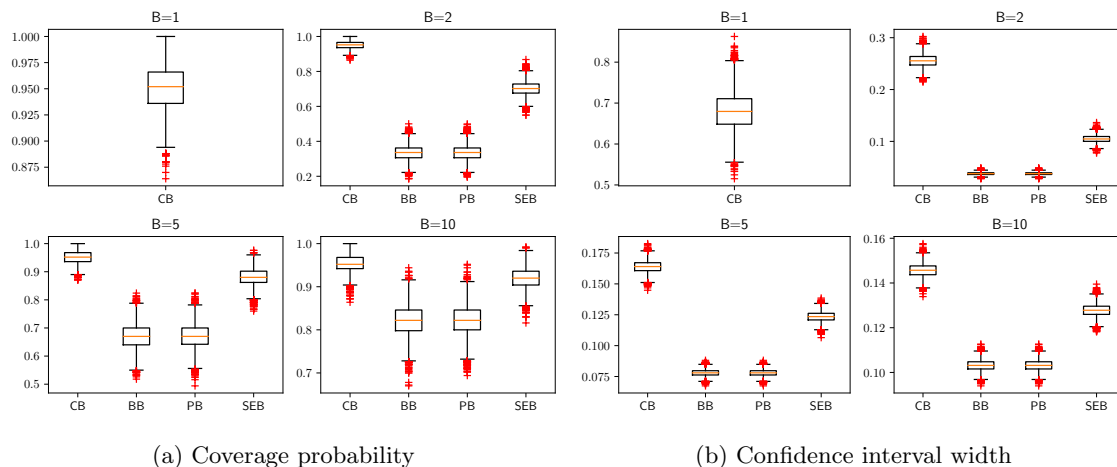 B=1
1.000
0.975
0.950
0.925
0.900
0.875
CB
B=2
1.0
0.8
0.6
0.4
0.2
CB BB PB SEB
B=5
1.0
0.9
0.8
0.7
0.6
0.5
CB BB PB SEB
B=10
1.0
0.9
0.8
0.7
CB BB PB SEB
(a) Coverage probability
B=1
0.8
0.7
0.6
0.5
CB
B=2
0.3
0.2
0.1
CB BB PB SEB
B=5
0.175
0.150
0.125
0.100
0.075
CB BB PB SEB
B=10
0.16
0.14
0.12
0.10
CB BB PB SEB
(b) Confidence interval width